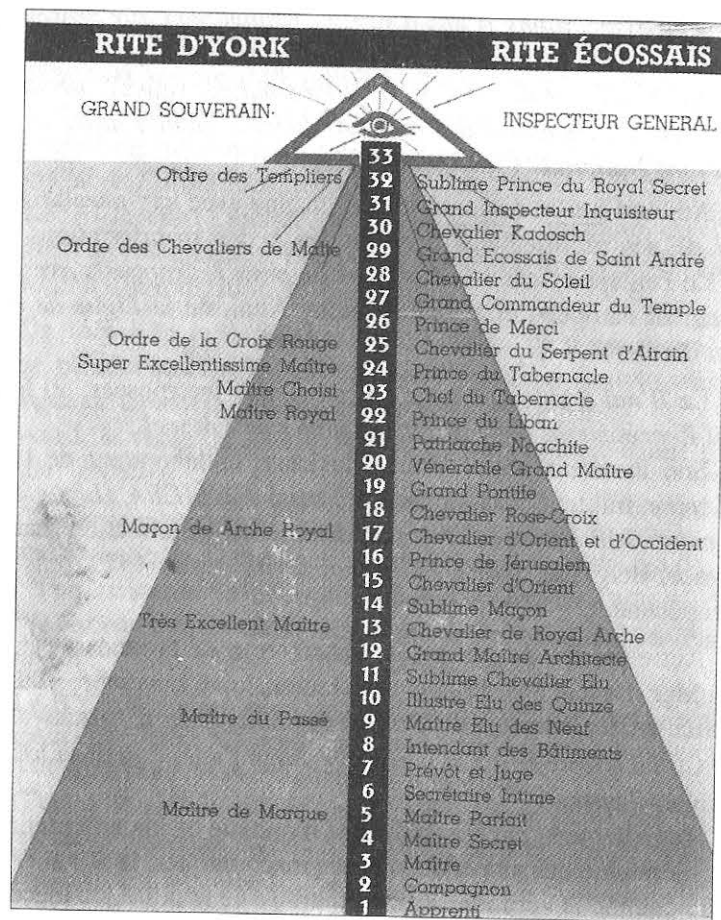 RITE D'YORK RITE ÉCOSSAIS
GRAND SOUVERAIN INSPECTEUR GENERAL
33
Ordre des Templiers 32 Sublime Prince du Royal Secret
31 Grand Inspecteur Inquisiteur
30 Chevalier Kadosch
Ordre des Chevaliers de Malte 29 Grand Ecossais de Saint André
28 Chevalier du Soleil
27 Grand Commandeur du Temple
26 Prince de Merci
Ordre de la Croix Rouge 25 Chevalier du Serpent d'Airain
Super Excellentissime Maître 24 Prince du Tabernacle
Maître Choisi 23 Chef du Tabernacle
Maître Royal 22 Prince du Liban
21 Patriarche Noachite
20 Vénérable Grand Maître
19 Grand Pontife
18 Chevalier Rose-Croix
Maçon de Arche Royal 17 Chevalier d'Orient et d'Occident
16 Prince de Jérusalem
15 Chevalier d'Orient
14 Sublime Maçon
Très Excellent Maître 13 Chevalier de Royal Arche
12 Grand Maître Architecte
11 Sublime Chevalier Elu
10 Illustre Elu des Quinze
Maître du Passé 9 Maître Elu des Neuf
8 Intendant des Bâtiments
7 Prévôt et Juge
6 Secrétaire Intime
Maître de Marque 5 Maître Parfait
4 Maître Secret
3 Maître
2 Compagnon
1 Apprenti